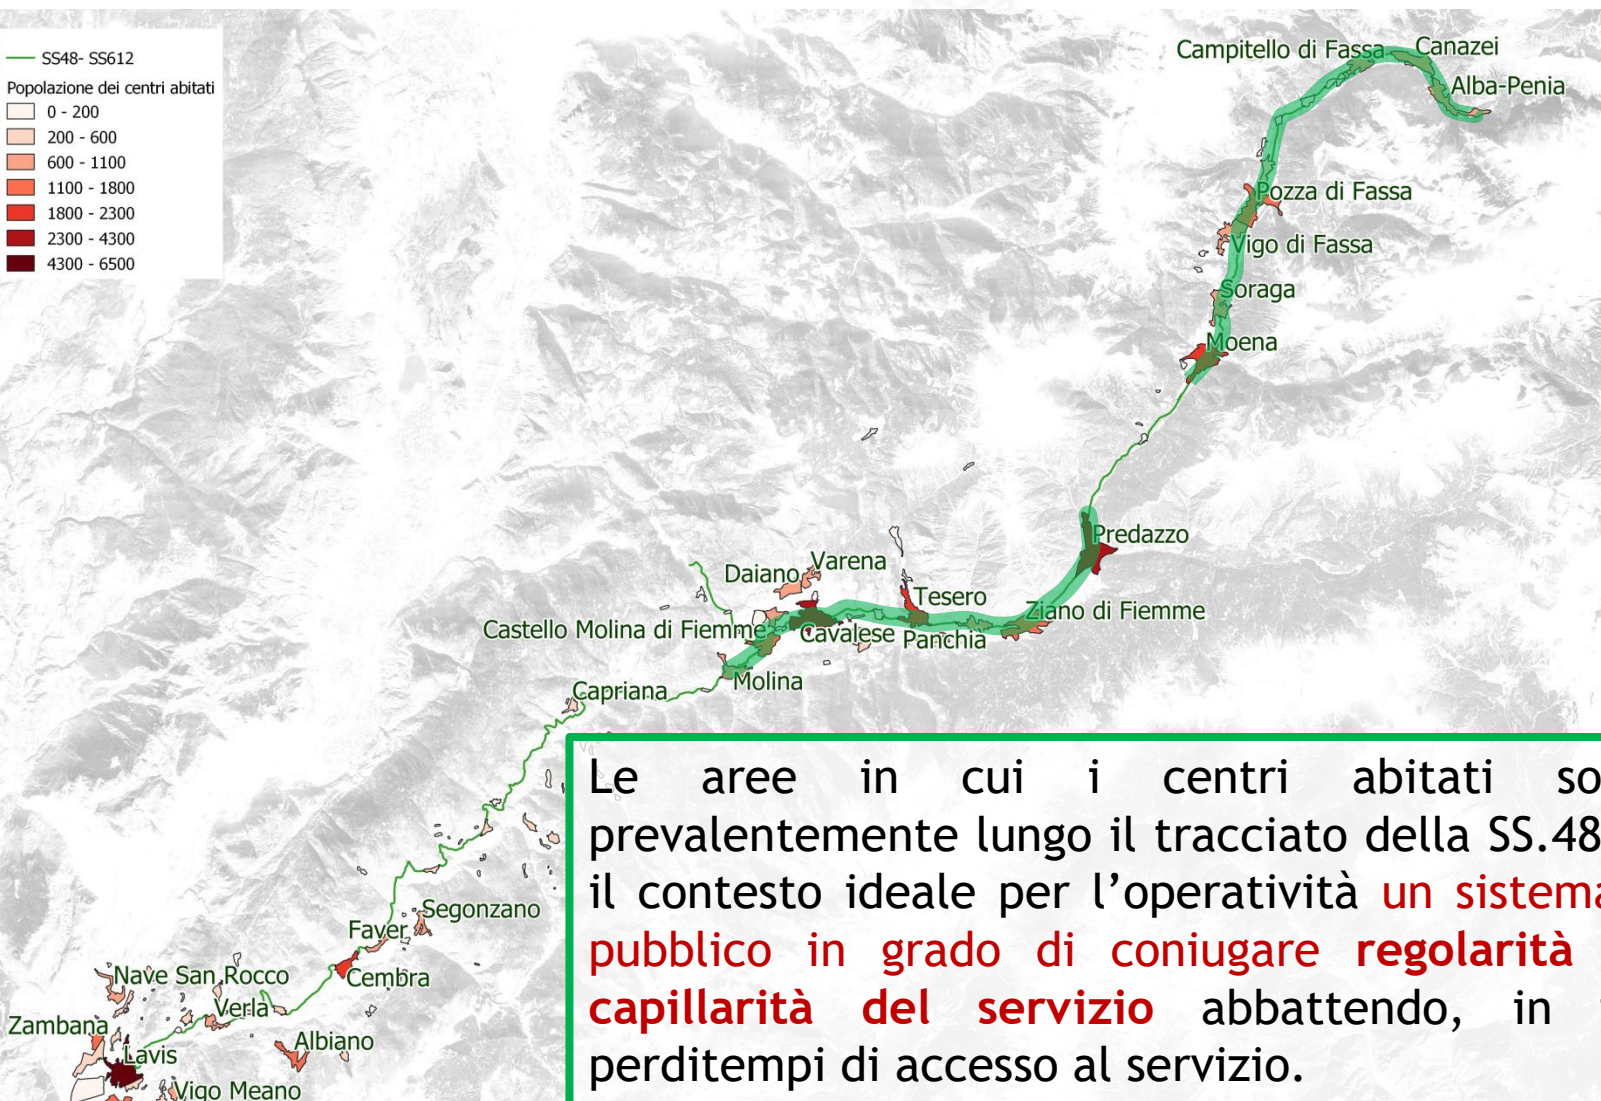 SS48- SS612
Popolazione dei centri abitati
0 - 200
200 - 600
600 - 1100
1100 - 1800
1800 - 2300
2300 - 4300
4300 - 6500
Campitello di Fassa
Canazei
Alba-Penia
Pozza di Fassa
Vigo di Fassa
Soraga
Moena
Predazzo
Varena
Daiano
Tesero
Ziano di Fiemme
Castello Molina di Fiemme
Cavalese
Panchia
Molina
Capriana
Segonzano
Faver
Cembra
Nave San Rocco
Verla
Zambana
Albiano
Lavis
Vigo Meano
Le aree in cui i centri abitati so
prevalentemente lungo il tracciato della SS.48
il contesto ideale per l’operatività un sistema
pubblico in grado di coniugare regolarità
capillarità del servizio abbattendo, in
perditempi di accesso al servizio.